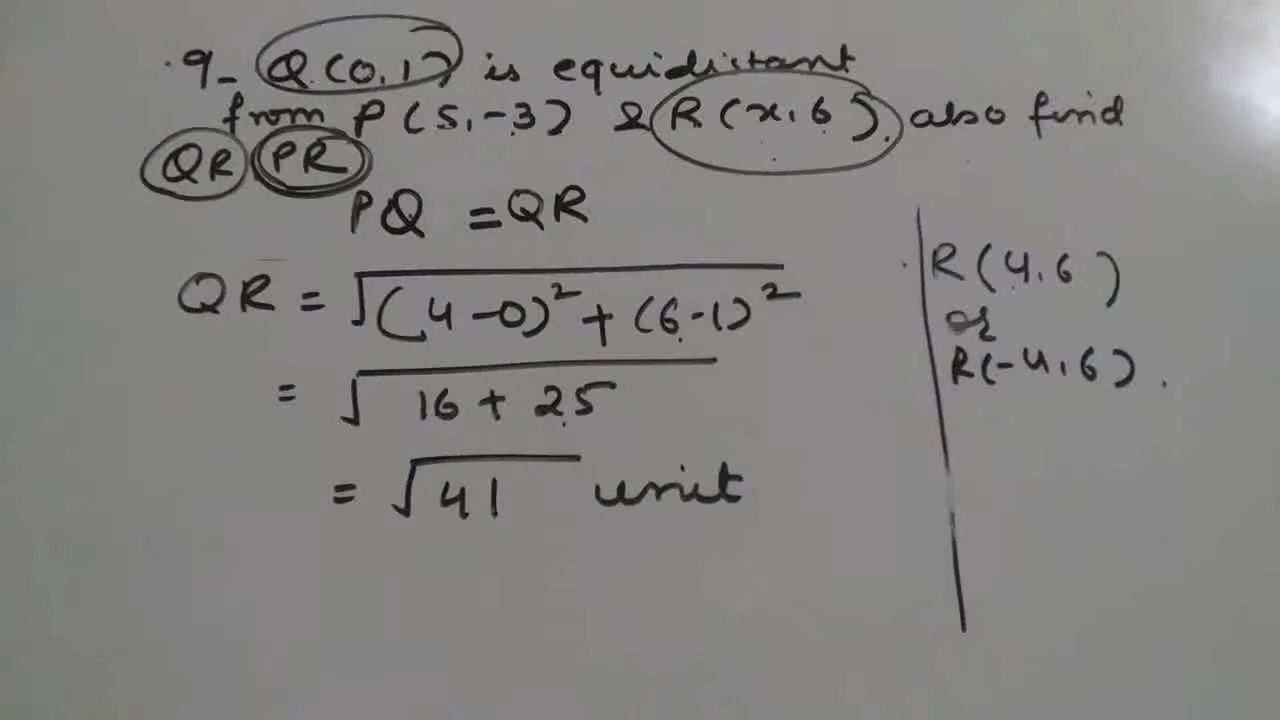 9- Q(0,1) is equidistant
from P(5,-3) & R(x,6), also find
QR PR
PQ = QR
QR = √(4-0)²+(6-1)²
= √16+25
= √41 unit
R(4,6)
or
R(-4,6).